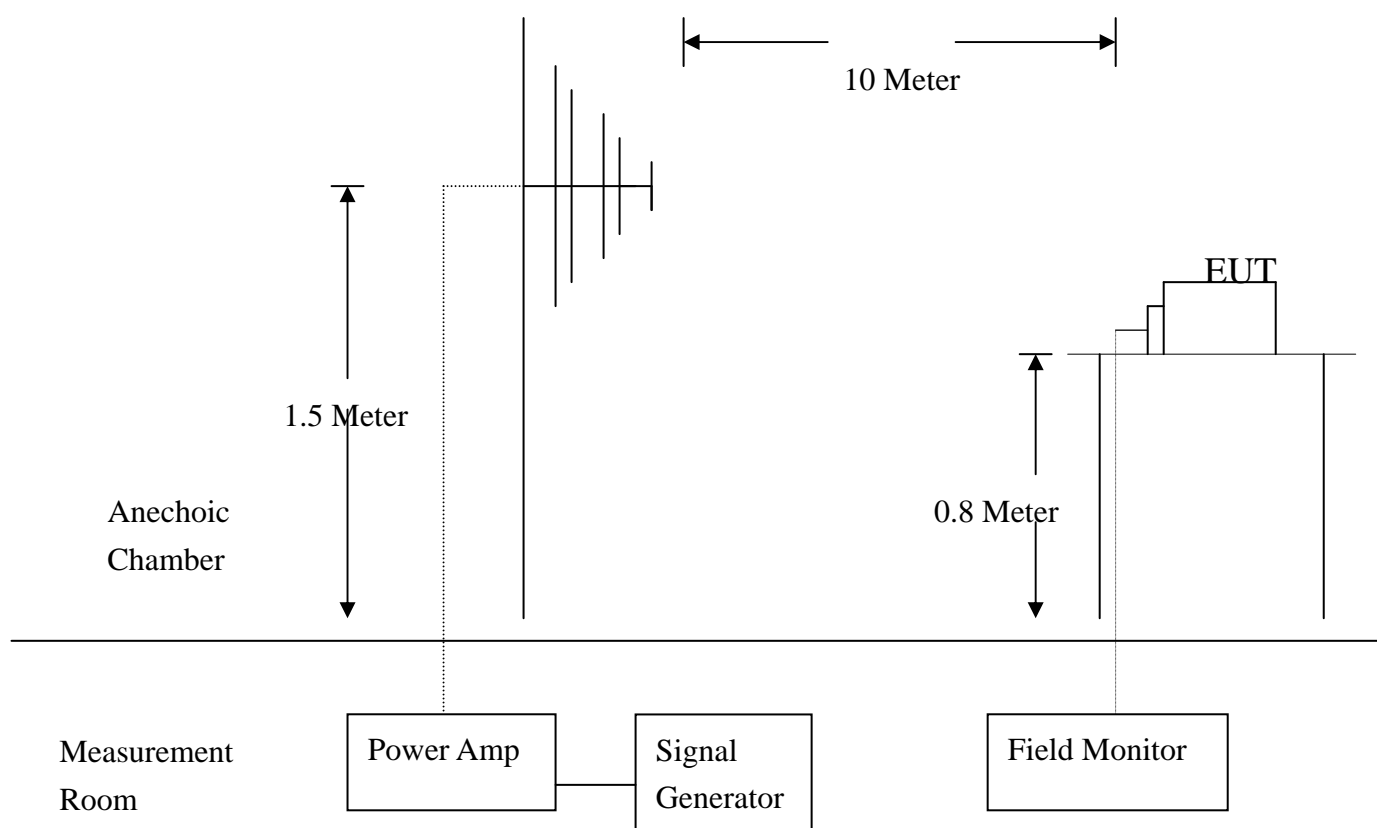 10 Meter
EUT
1.5 Meter
Anechoic
Chamber
0.8 Meter
Measurement
Room
Power Amp
Signal
Generator
Field Monitor